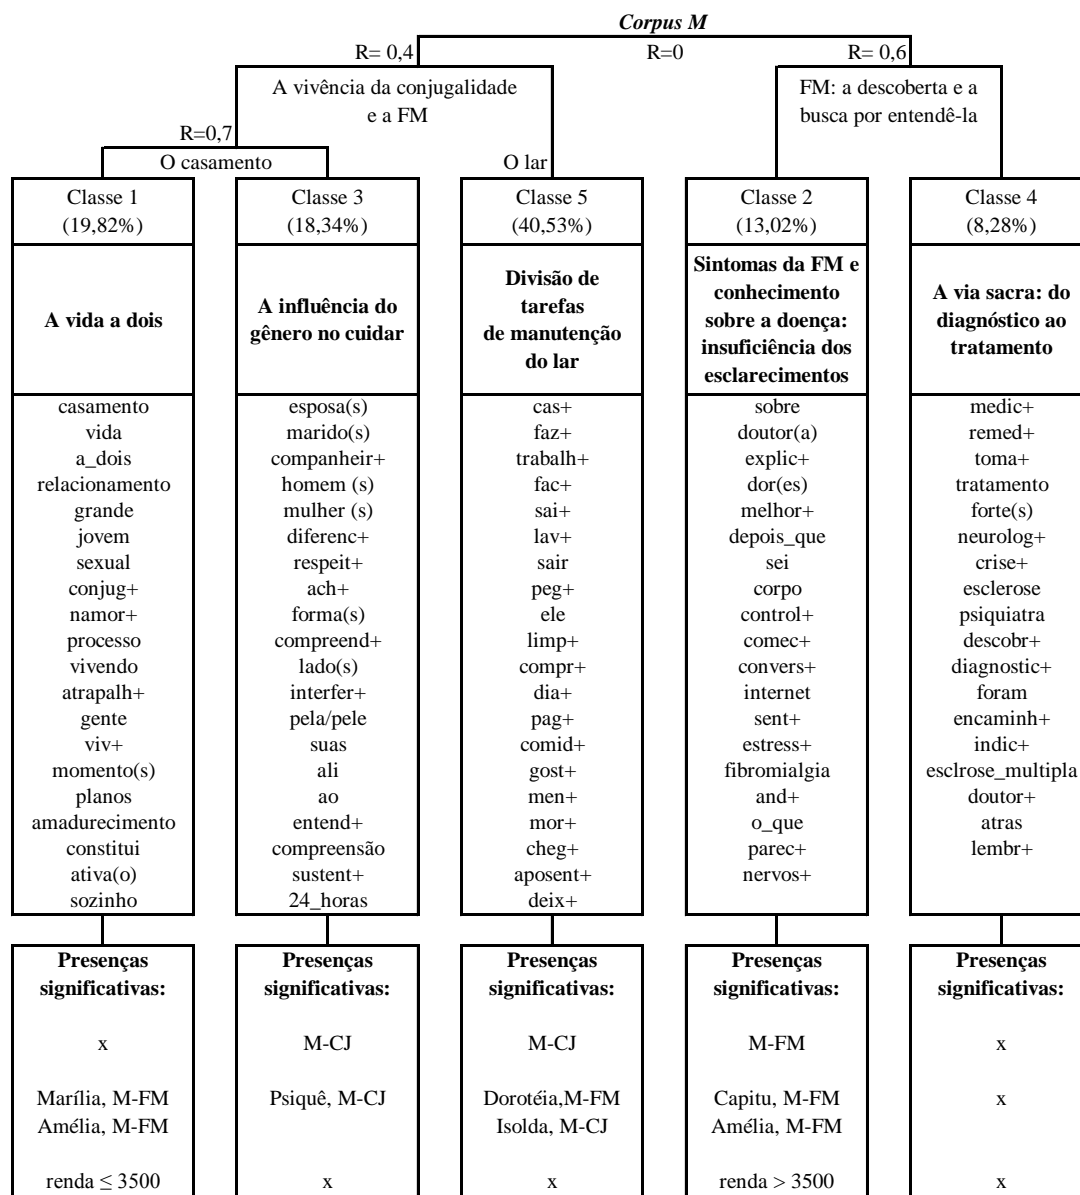 Corpus M
R= 0,4
R=0
R= 0,6
A vivência da conjugalidade
e a FM
FM: a descoberta e a
busca por entendê-la
R=0,7
O casamento
O lar
Classe 1
(19,82%)
A vida a dois
casamento
vida
a_dois
relacionamento
grande
jovem
sexual
conjug+
namor+
processo
vivendo
atrapalh+
gente
viv+
momento(s)
planos
amadurecimento
constitui
ativa(o)
sozinho
Presenças
significativas:
x
Marília, M-FM
Amélia, M-FM
renda ≤ 3500
Classe 3
(18,34%)
A influência do
gênero no cuidar
esposa(s)
marido(s)
companheir+
homem (s)
mulher (s)
diferenc+
respeit+
ach+
forma(s)
compreend+
lado(s)
interfer+
pela/pele
suas
ali
ao
entend+
compreensão
sustent+
24_horas
Presenças
significativas:
M-CJ
Psiquê, M-CJ
x
Classe 5
(40,53%)
Divisão de
tarefas
de manutenção
do lar
cas+
faz+
trabalh+
fac+
sai+
lav+
sair
peg+
ele
limp+
compr+
dia+
pag+
comid+
gost+
men+
mor+
cheg+
aposent+
deix+
Presenças
significativas:
M-CJ
Dorotéia,M-FM
Isolda, M-CJ
x
Classe 2
(13,02%)
Sintomas da FM e
conhecimento
sobre a doença:
insuficiência dos
esclarecimentos
sobre
doutor(a)
explic+
dor(es)
melhor+
depois_que
sei
corpo
control+
comec+
convers+
internet
sent+
estress+
fibromialgia
and+
o_que
parec+
nervos+
Presenças
significativas:
M-FM
Capitu, M-FM
Amélia, M-FM
renda > 3500
Classe 4
(8,28%)
A via sacra: do
diagnóstico ao
tratamento
medic+
remed+
toma+
tratamento
forte(s)
neurolog+
crise+
esclerose
psiquiatra
descobr+
diagnostic+
foram
encaminh+
indic+
esclrose_multipla
doutor+
atras
lembr+
Presenças
significativas:
x
x
x